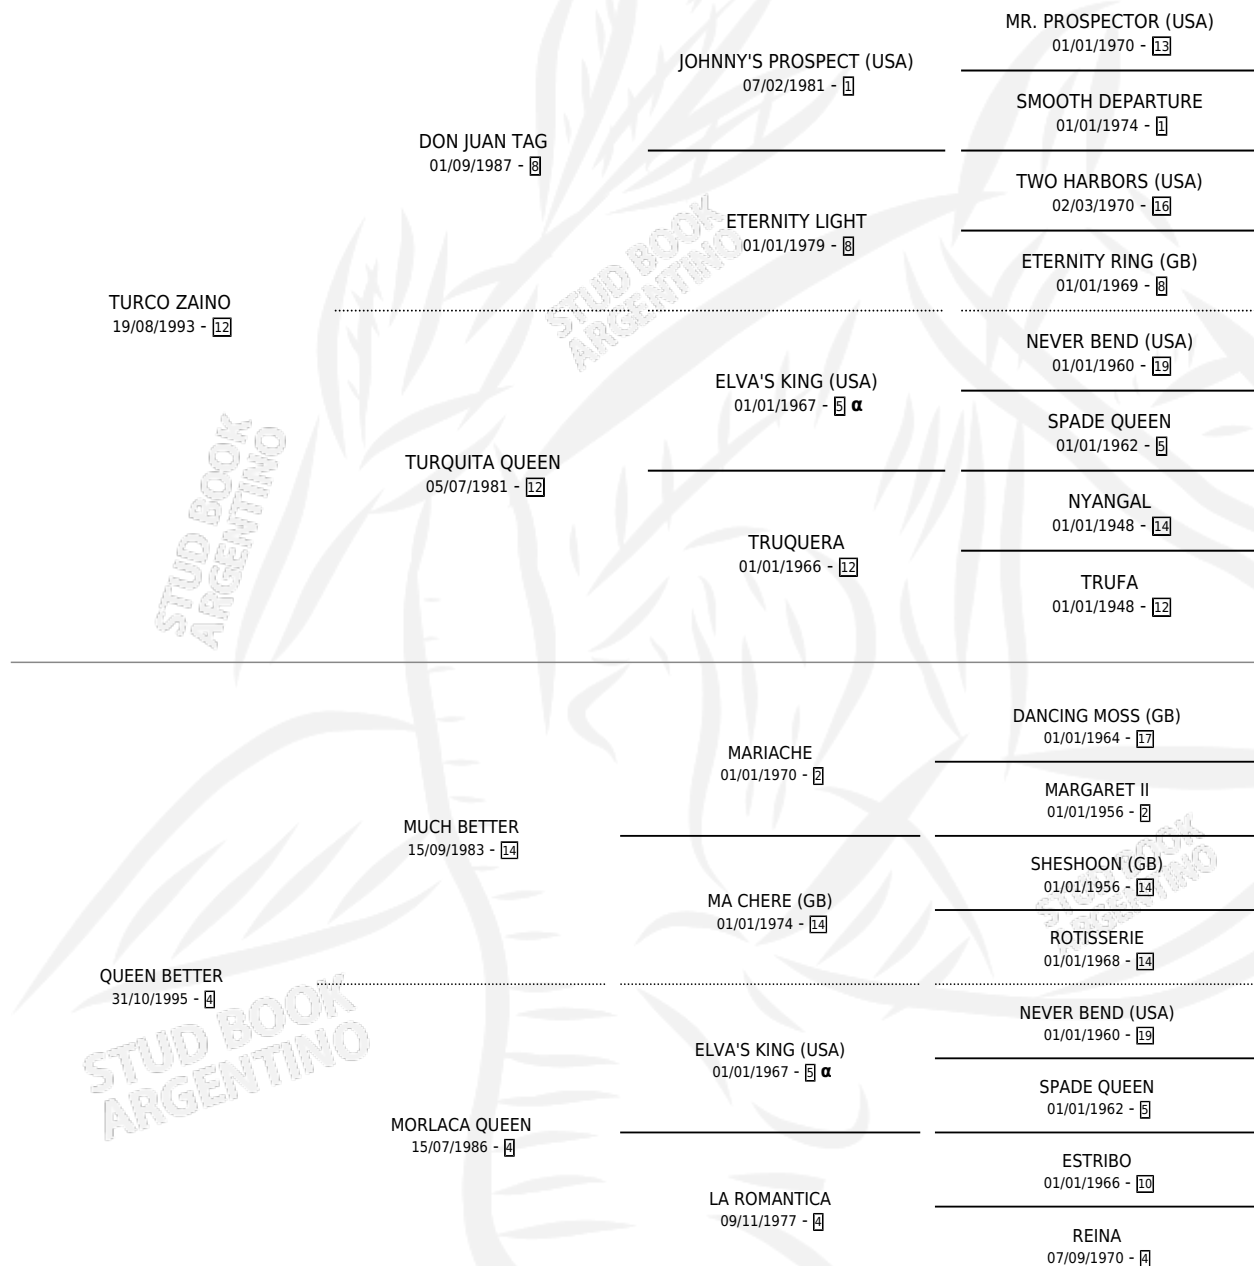 MR. PROSPECTOR (USA)
01/01/1970 - 13
JOHNNY'S PROSPECT (USA)
07/02/1981 - 1
SMOOTH DEPARTURE
01/01/1974 - 1
DON JUAN TAG
01/09/1987 - 8
TWO HARBORS (USA)
02/03/1970 - 16
ETERNITY LIGHT
01/01/1979 - 8
ETERNITY RING (GB)
01/01/1969 - 8
TURCO ZAINO
19/08/1993 - 12
NEVER BEND (USA)
01/01/1960 - 19
ELVA'S KING (USA)
01/01/1967 - 5 α
SPADE QUEEN
01/01/1962 - 5
TURQUITA QUEEN
05/07/1981 - 12
NYANGAL
01/01/1948 - 14
TRUQUERA
01/01/1966 - 12
TRUFA
01/01/1948 - 12
DANCING MOSS (GB)
01/01/1964 - 17
MARIACHE
01/01/1970 - 2
MARGARET II
01/01/1956 - 2
MUCH BETTER
15/09/1983 - 14
SHESHOON (GB)
01/01/1956 - 14
MA CHERE (GB)
01/01/1974 - 14
ROTISSERIE
01/01/1968 - 14
QUEEN BETTER
31/10/1995 - 4
NEVER BEND (USA)
01/01/1960 - 19
ELVA'S KING (USA)
01/01/1967 - 5 α
SPADE QUEEN
01/01/1962 - 5
MORLACA QUEEN
15/07/1986 - 4
ESTRIBO
01/01/1966 - 10
LA ROMANTICA
09/11/1977 - 4
REINA
07/09/1970 - 4
STUD BOOK
ARGENTINO
STUD BOOK
ARGENTINO
STUD BOOK
ARGENTINO
STUD BOOK
ARGENTINO